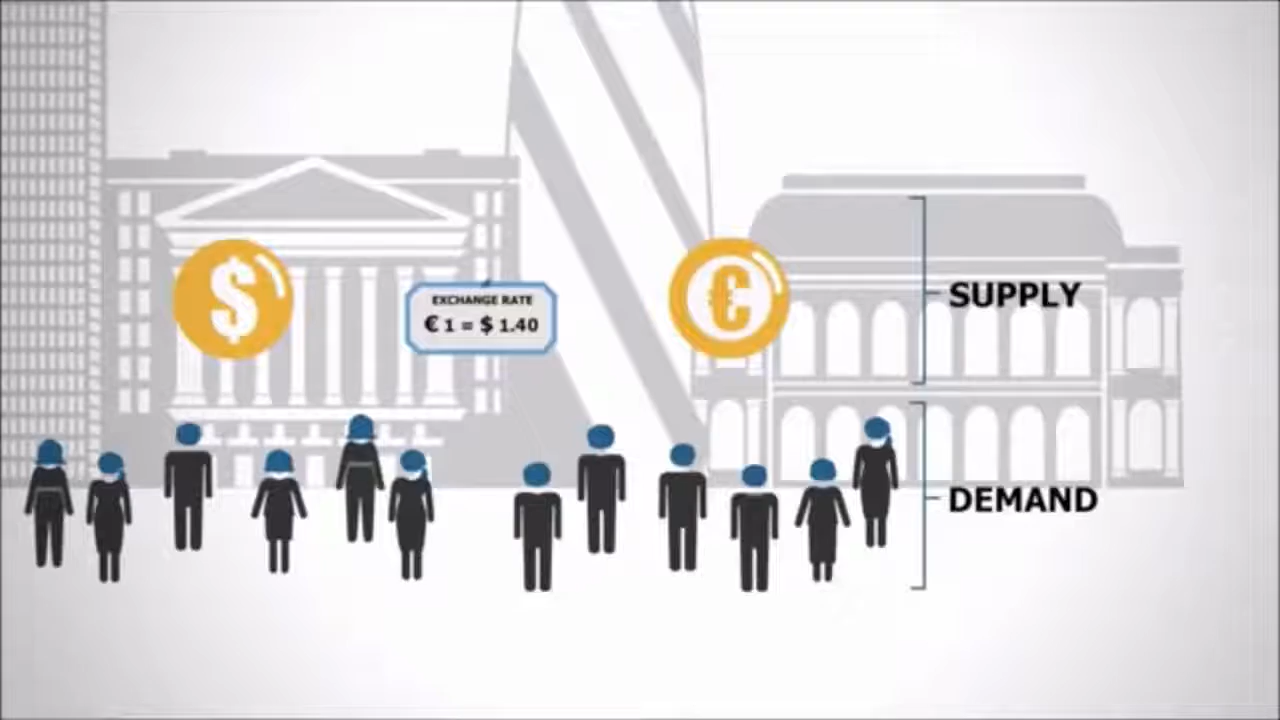 $
EXCHANGE RATE
€ 1 = $ 1.40
€
SUPPLY
DEMAND